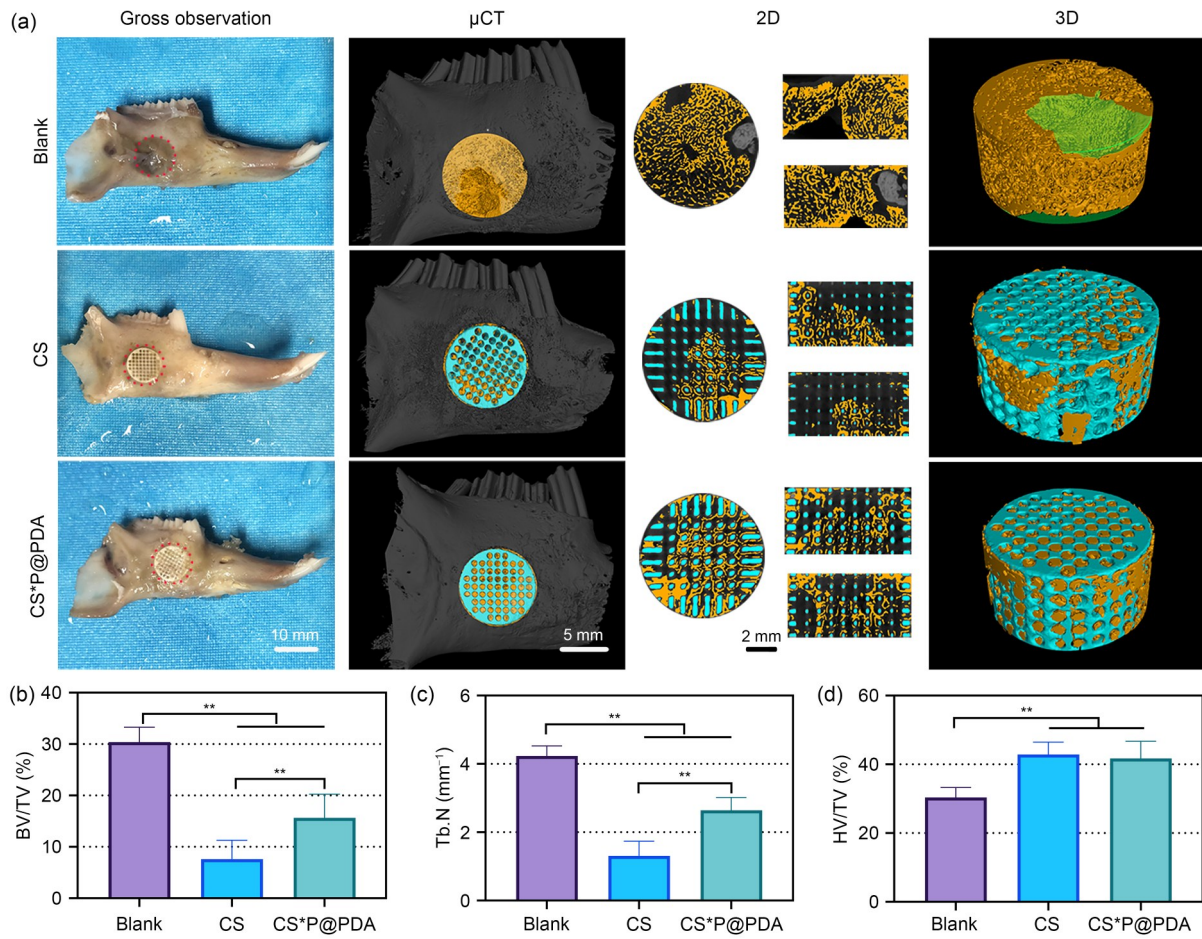 (a)
Gross observation
µCT
2D
3D
Blank
CS
CS*P@PDA
10 mm
5 mm
2 mm
(b)
BV/TV (%)
40
30
20
10
0
**
**
Blank
CS
CS*P@PDA
(c)
Tb.N (mm⁻¹)
6
4
2
0
**
**
Blank
CS
CS*P@PDA
(d)
HV/TV (%)
60
40
20
0
**
Blank
CS
CS*P@PDA